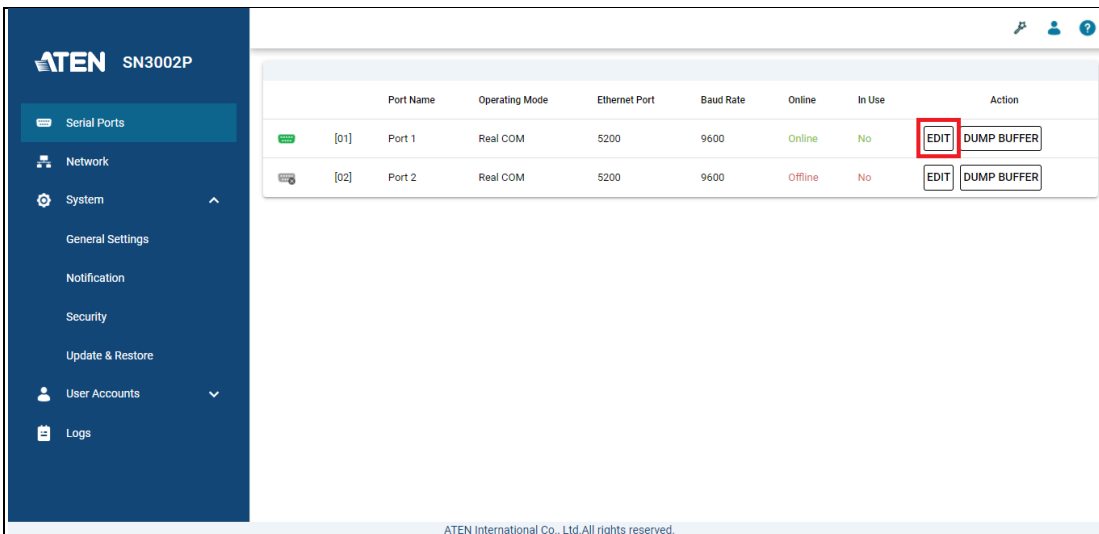 ATEN SN3002P
Serial Ports
Network
System
General Settings
Notification
Security
Update & Restore
User Accounts
Logs
?
Port Name Operating Mode Ethernet Port Baud Rate Online In Use Action
[01] Port 1 Real COM 5200 9600 Online No EDIT DUMP BUFFER
[02] Port 2 Real COM 5200 9600 Offline No EDIT DUMP BUFFER
ATEN International Co., Ltd.All rights reserved.